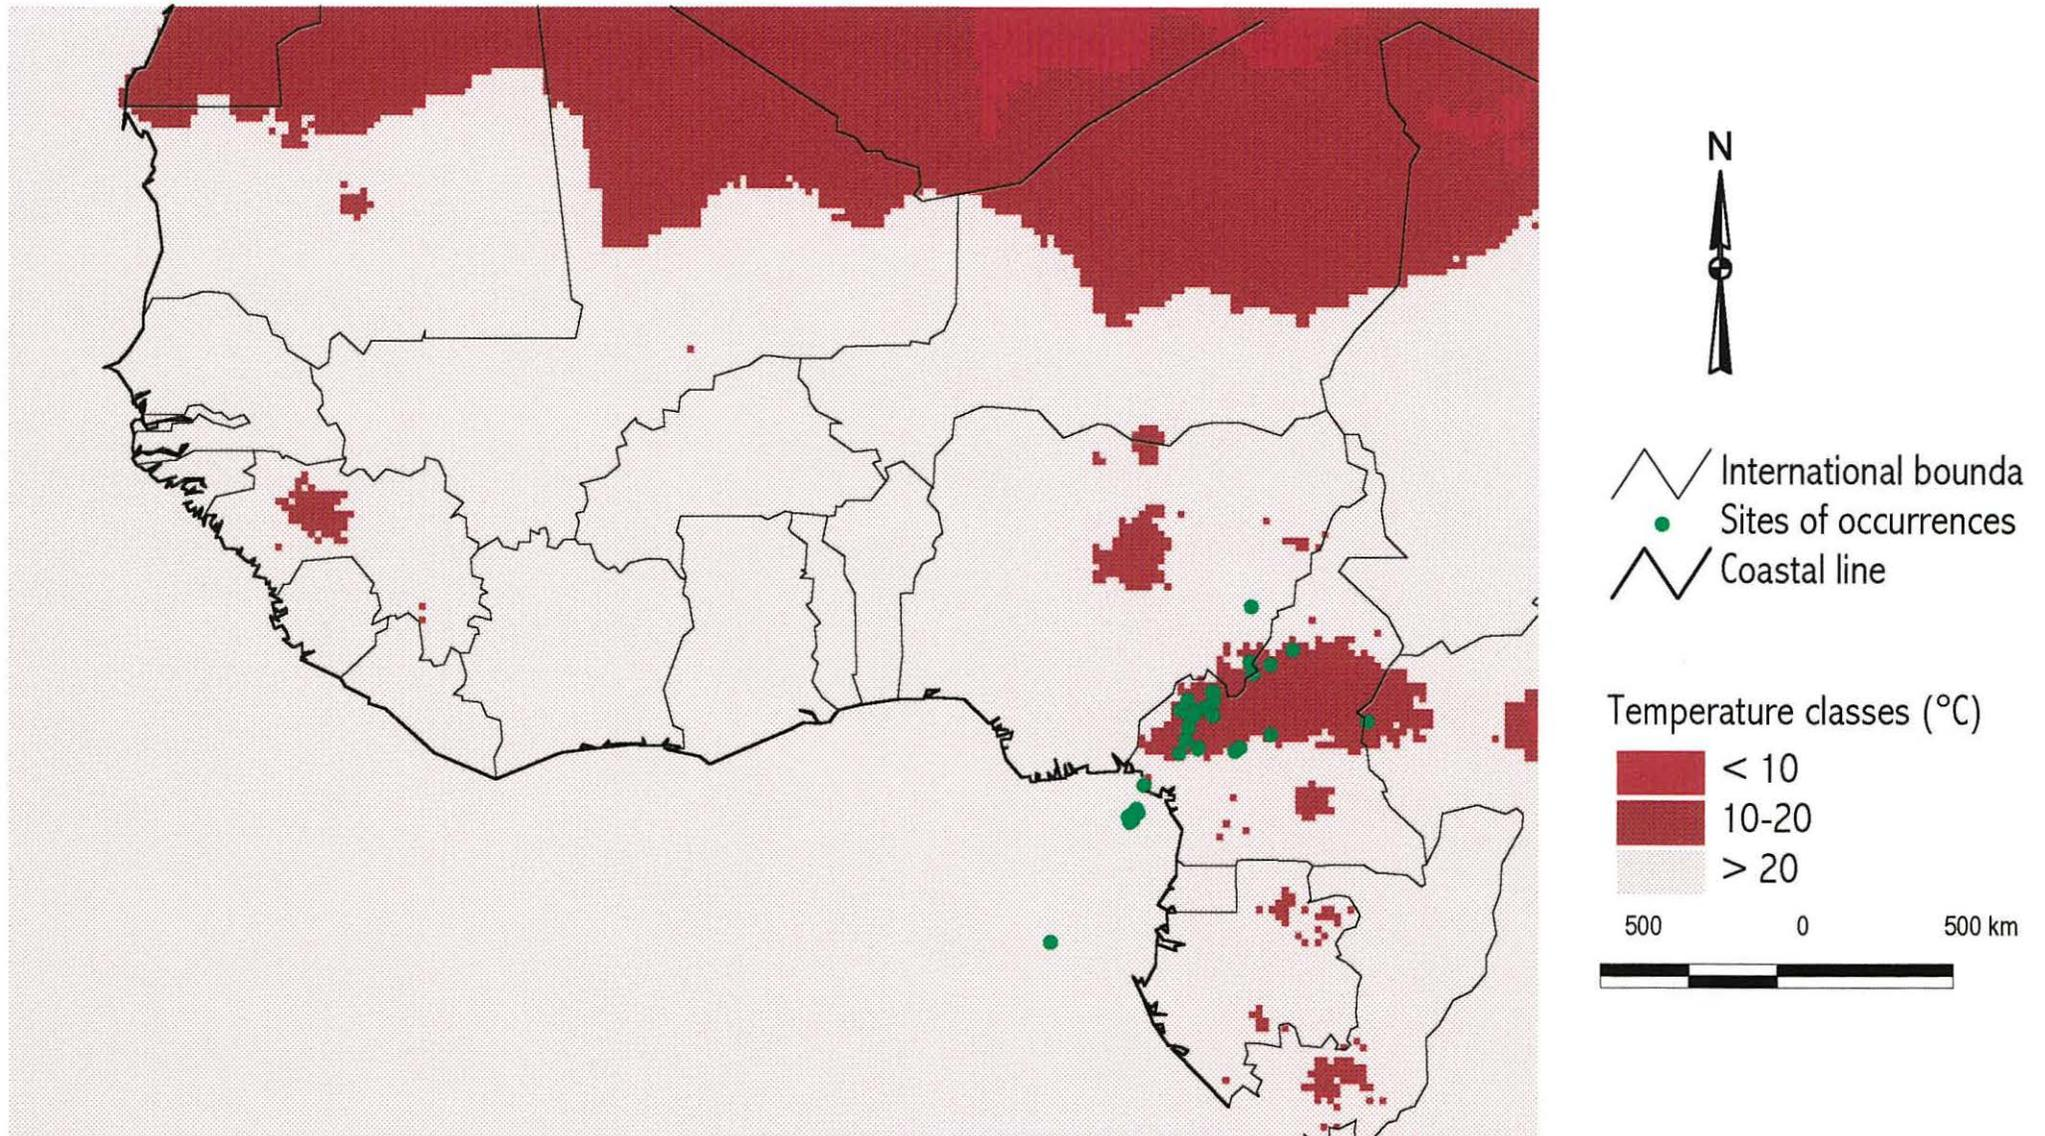 N
International bounda
Sites of occurrences
Coastal line
Temperature classes (°C)
< 10
10-20
> 20
500 0 500 km